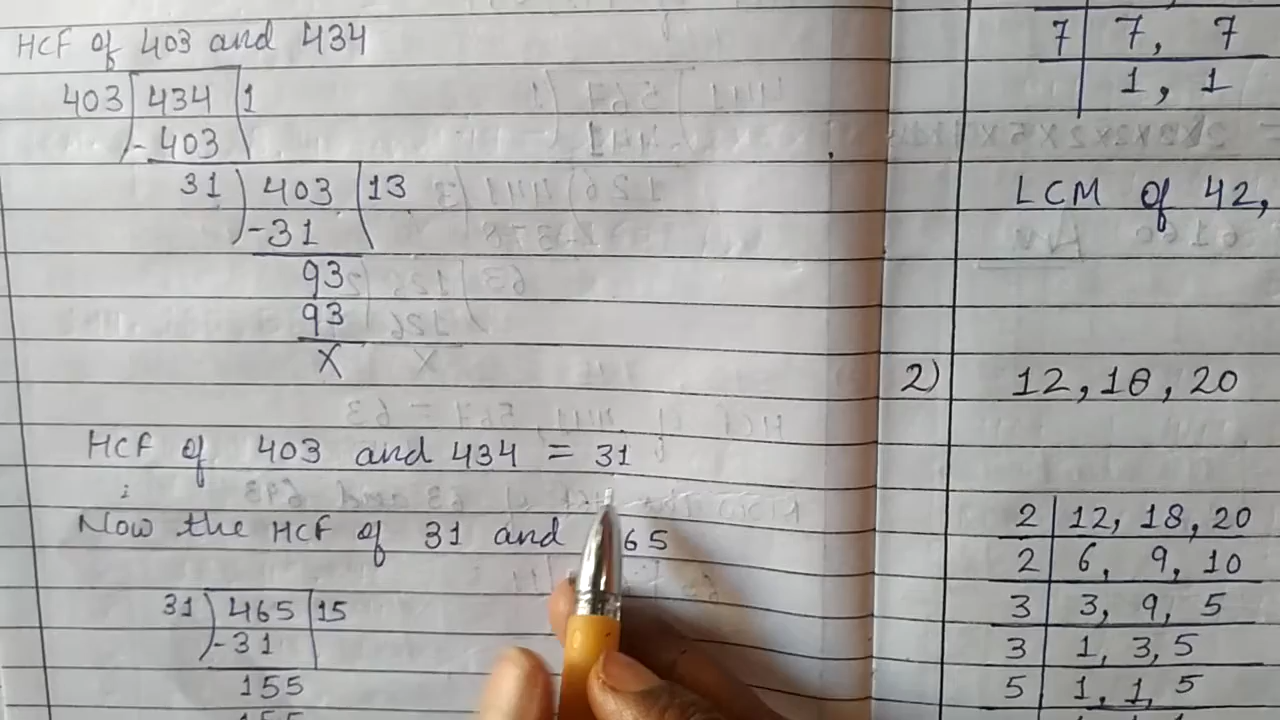 HCF of 403 and 434
403 434 1
- 403
31 403 13
-31
93
93
X
HCF of 403 and 434 = 31
Now the HCF of 31 and 65
31 465 15
-31
155
7 7, 7
1, 1
LCM of 42,
2) 12, 18, 20
2 12, 18, 20
2 6, 9, 10
3 3, 9, 5
3 1, 3, 5
5 1, 1, 5